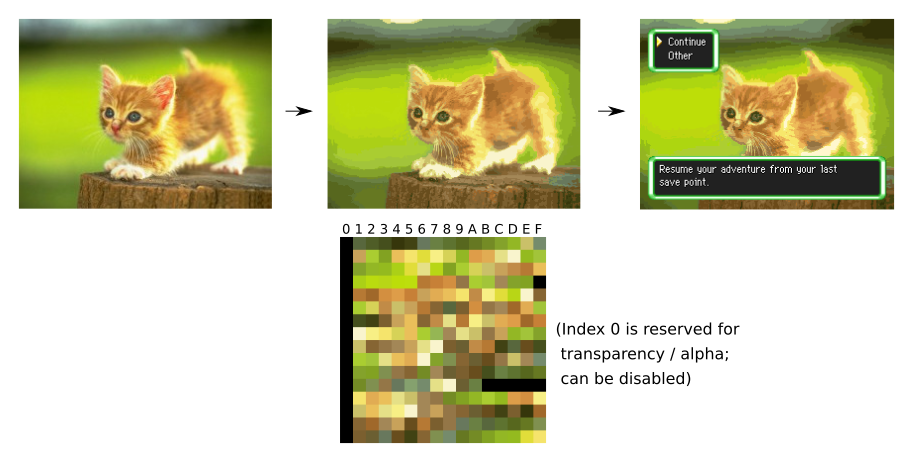 Continue
Other
Resume your adventure from your last
save point.
0 1 2 3 4 5 6 7 8 9 A B C D E F
(Index 0 is reserved for
transparency / alpha;
can be disabled)